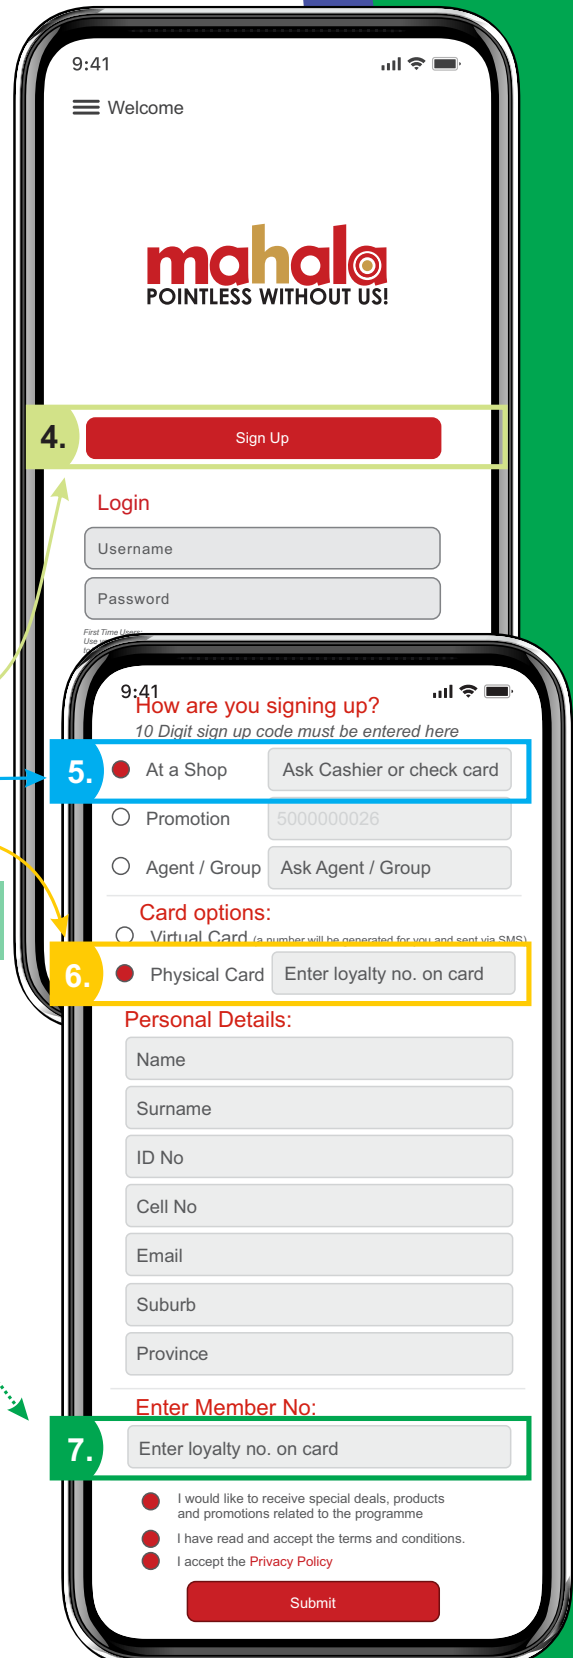 9:41
Welcome
mahala
POINTLESS WITHOUT US!
4.
Sign Up
Login
Username
Password
First Time Users:
9:41
How are you signing up?
10 Digit sign up code must be entered here
5.
At a Shop Ask Cashier or check card
Promotion 5000000026
Agent / Group Ask Agent / Group
Card options:
Virtual Card (a number will be generated for you and sent via SMS)
6.
Physical Card Enter loyalty no. on card
Personal Details:
Name
Surname
ID No
Cell No
Email
Suburb
Province
Enter Member No:
7.
Enter loyalty no. on card
I would like to receive special deals, products
and promotions related to the programme
I have read and accept the terms and conditions.
I accept the Privacy Policy
Submit